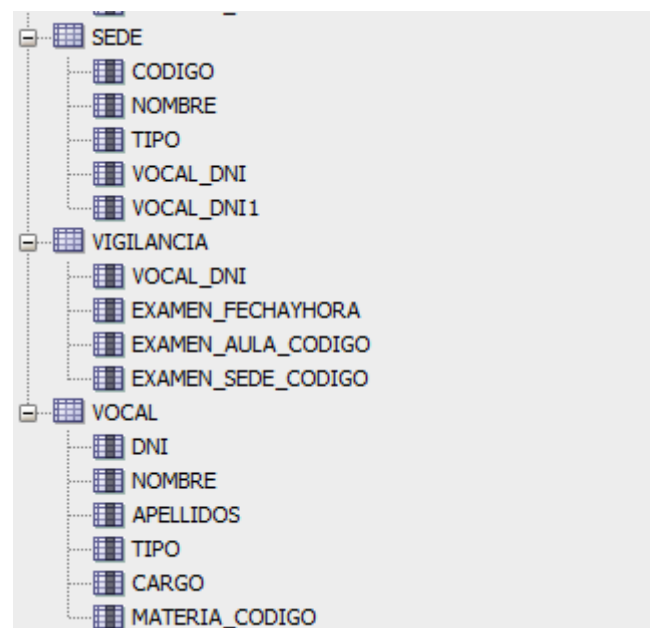 SEDE
CODIGO
NOMBRE
TIPO
VOCAL_DNI
VOCAL_DNI1
VIGILANCIA
VOCAL_DNI
EXAMEN_FECHAYHORA
EXAMEN_AULA_CODIGO
EXAMEN_SEDE_CODIGO
VOCAL
DNI
NOMBRE
APELLIDOS
TIPO
CARGO
MATERIA_CODIGO